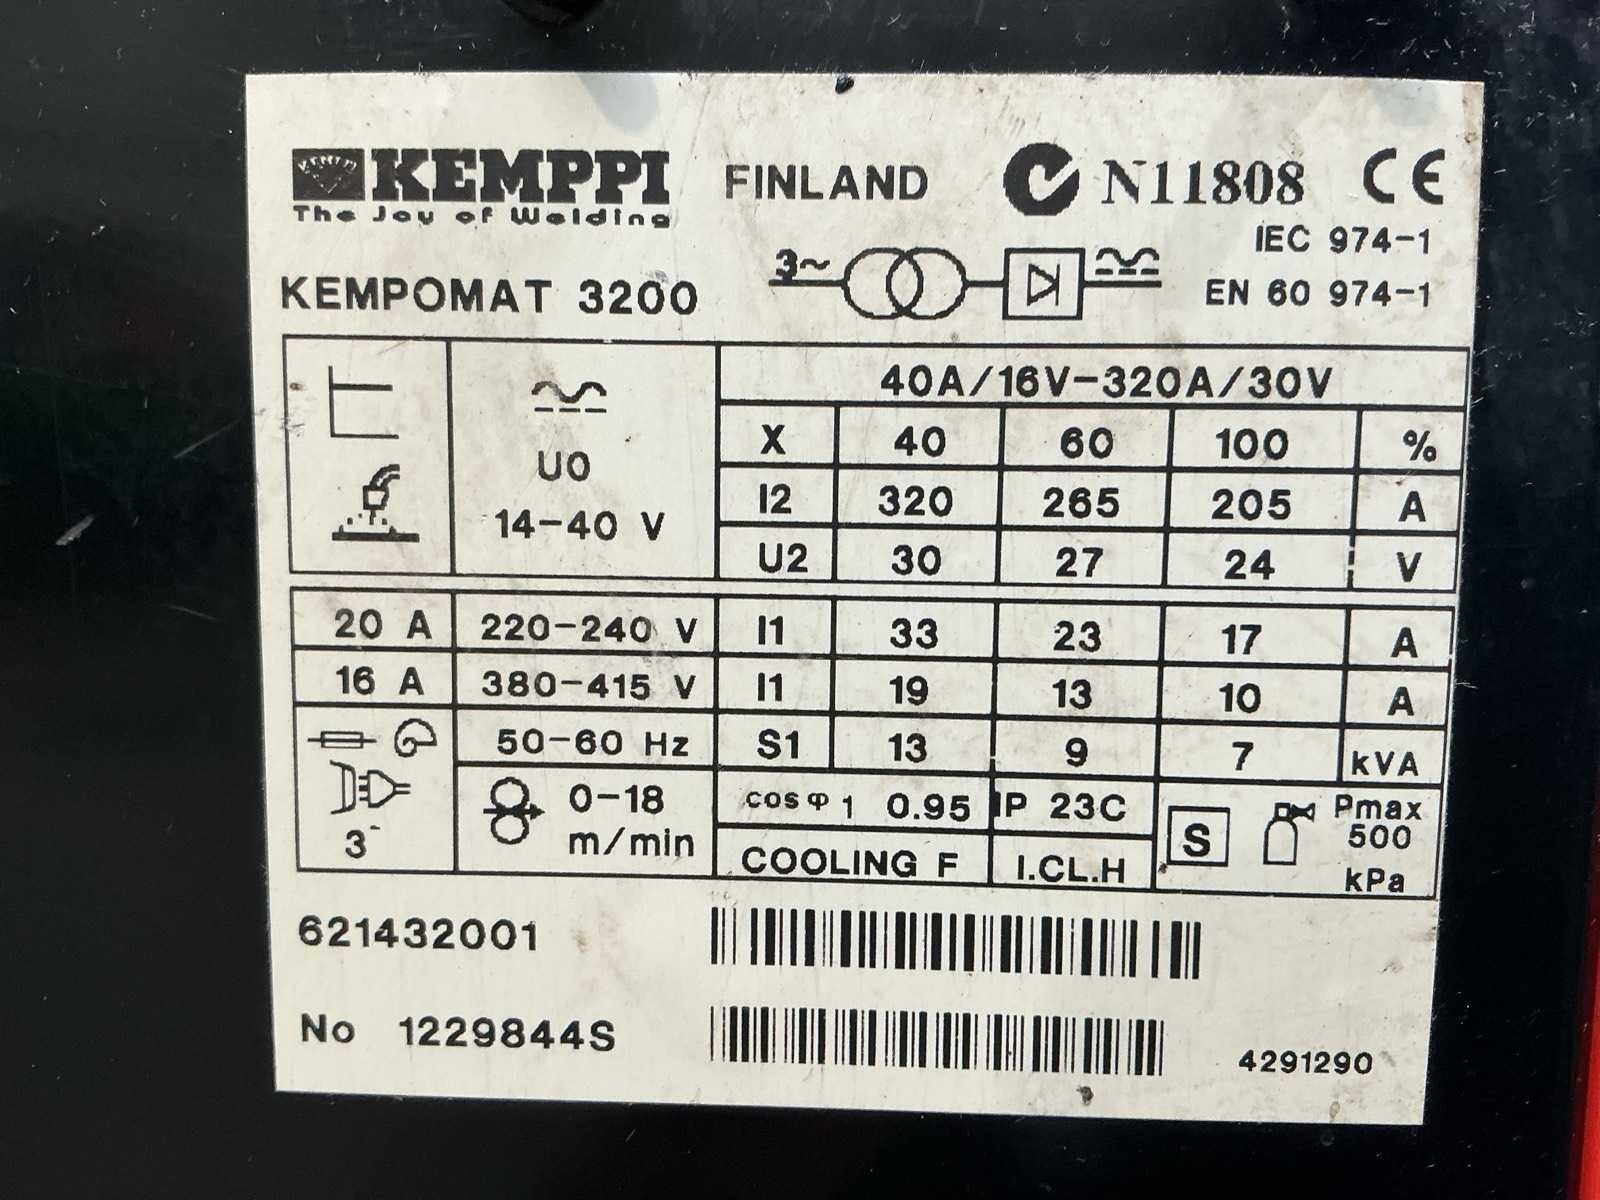 KEMPPI FINLAND N11808 CE
The Joy of Welding
IEC 974-1
KEMPOMAT 3200 3~ EN 60 974-1
40A/16V-320A/30V
X 40 60 100 %
U0
I2 320 265 205 A
14-40 V
U2 30 27 24 V
20 A 220-240 V I1 33 23 17 A
16 A 380-415 V I1 19 13 10 A
50-60 Hz S1 13 9 7 kVA
3~ 0-18 m/min
cos φ 1 0.95 IP 23C
COOLING F I.CL.H
S
Pmax
500
kPa
621432001
No 1229844S
4291290